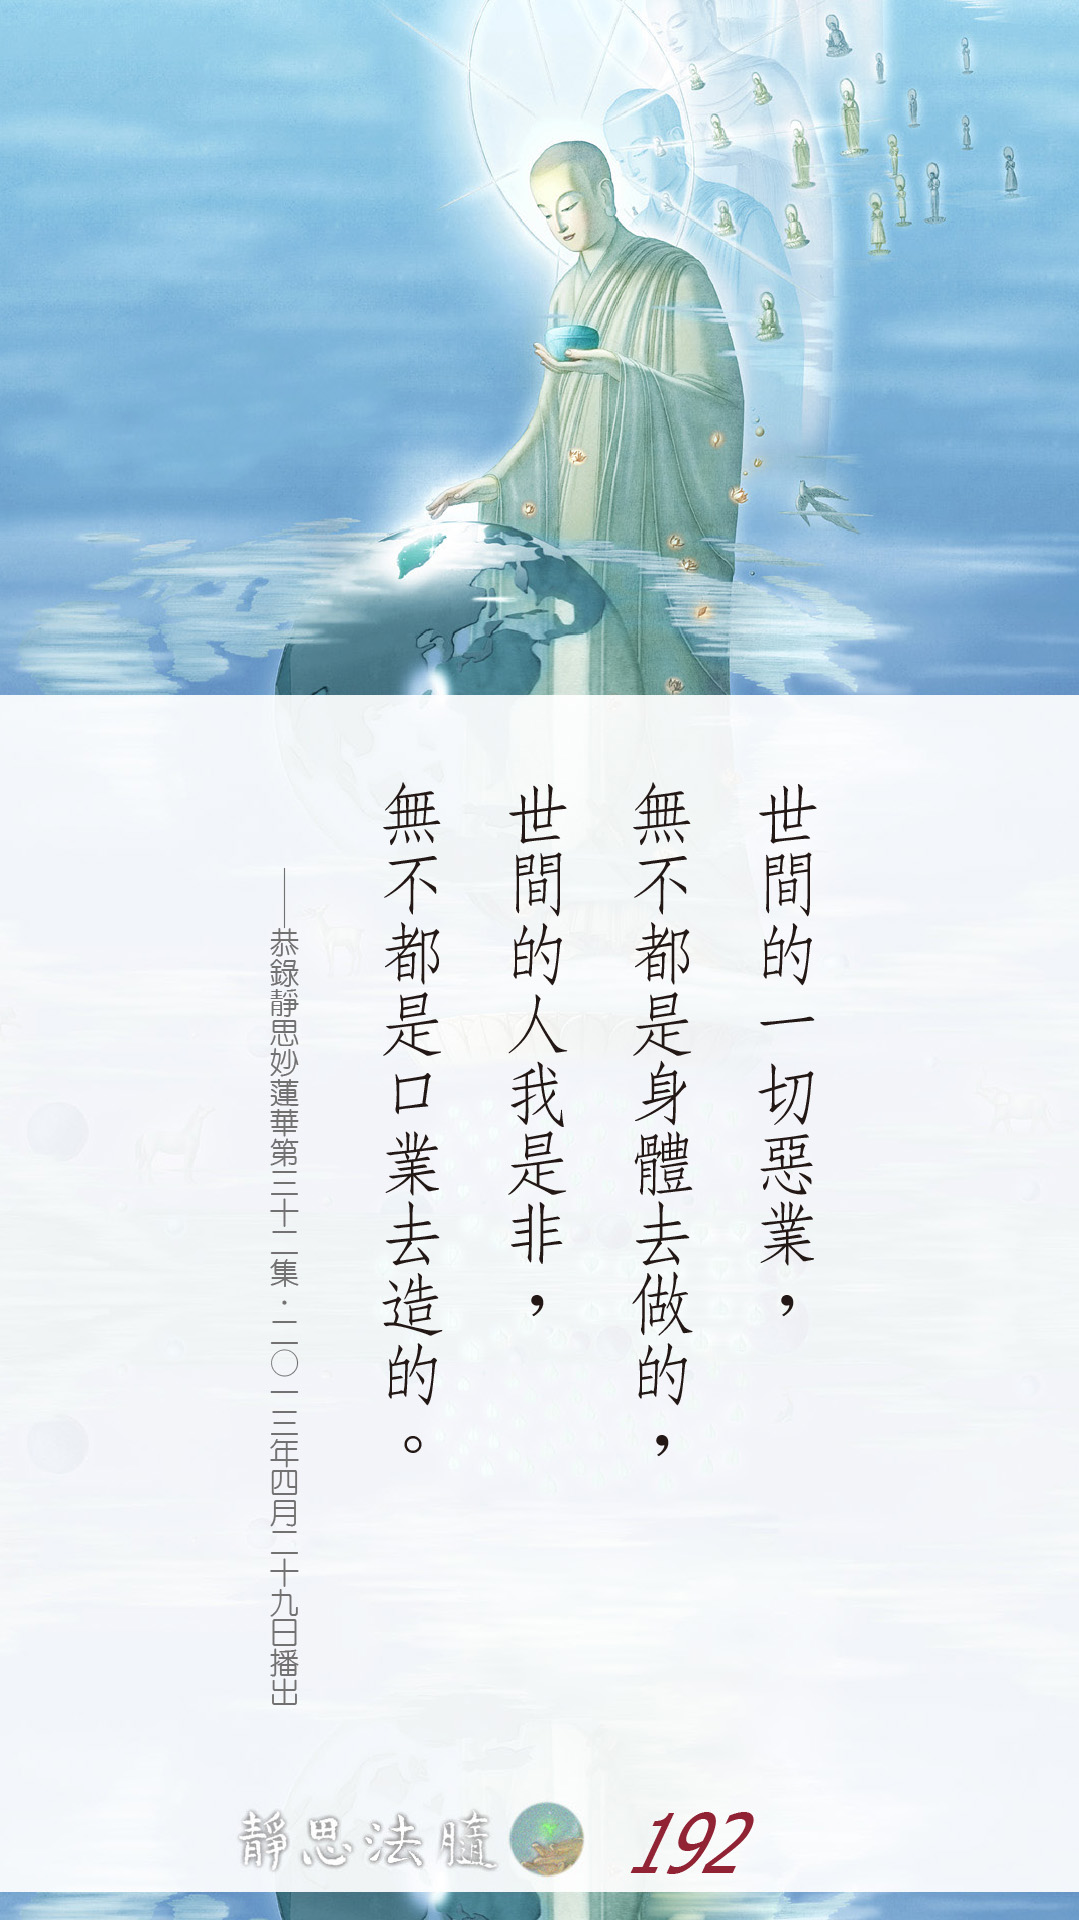 世間的一切惡業，
無不都是身體去做的，
世間的人我是非，
無不都是口業去造的。
——恭錄靜思妙蓮華第三十二集．二〇一三年四月二十九日播出
靜思法髓
192